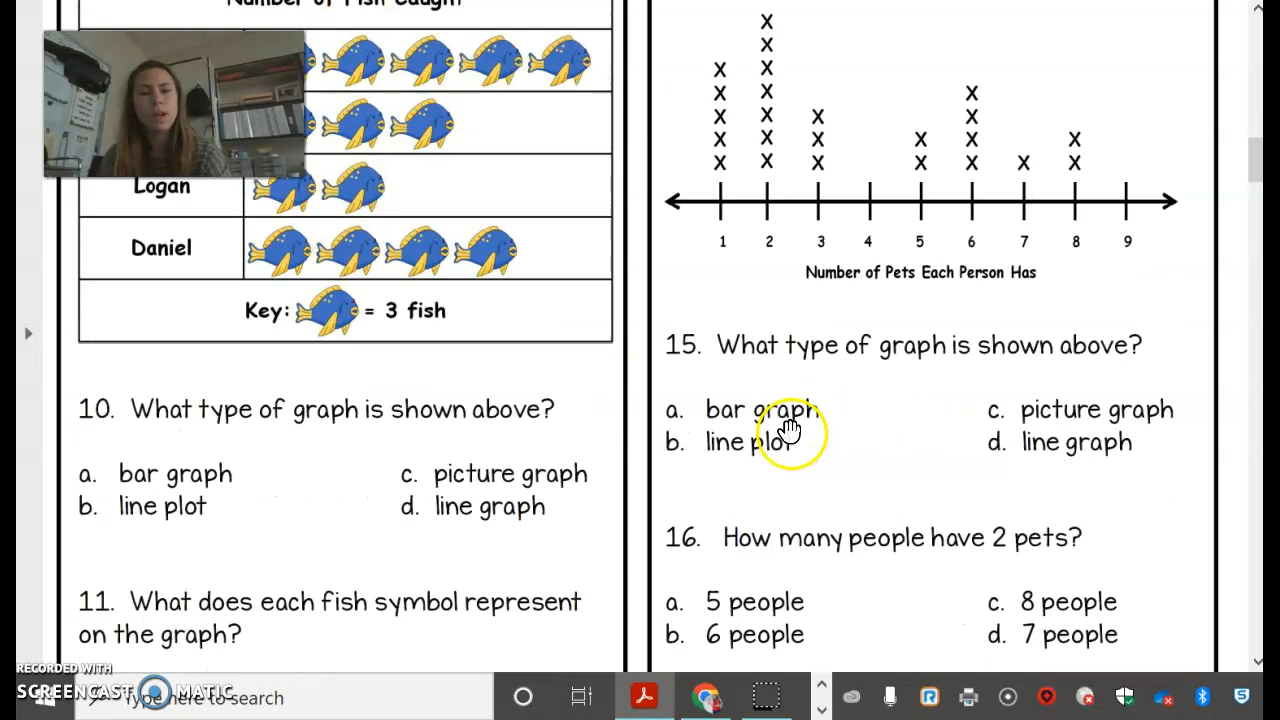 Number of Fish Caught
Logan
Daniel
Key: = 3 fish
10. What type of graph is shown above?
a. bar graph
c. picture graph
b. line plot
d. line graph
11. What does each fish symbol represent
on the graph?
X
X
X X
X X X
X X X X
X X X X X X
X X X X X X X
1 2 3 4 5 6 7 8 9
Number of Pets Each Person Has
15. What type of graph is shown above?
a. bar graph
c. picture graph
b. line plot
d. line graph
16. How many people have 2 pets?
a. 5 people
c. 8 people
b. 6 people
d. 7 people
RECORDED WITH
SCREENCAST MATIC
Type here to search